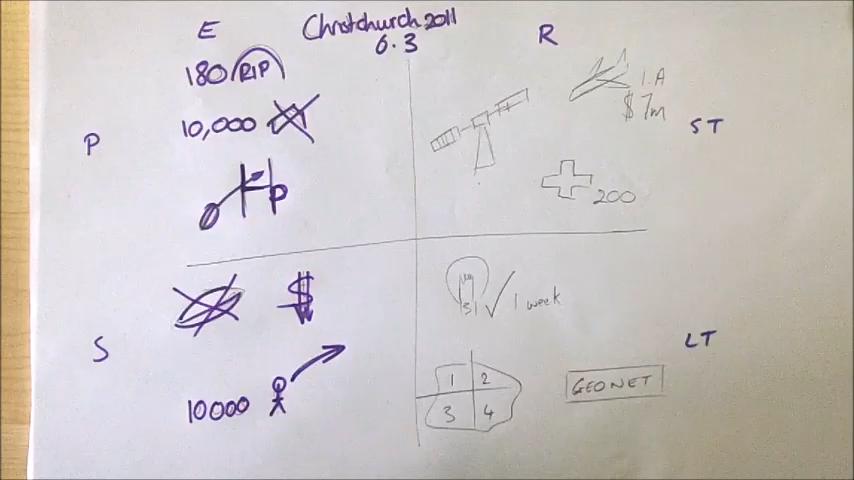 E
Christchurch 2011
6.3
R
180 RIP
1.A
$7m
10,000
ST
P
P
200
$
1 week
S
LT
1 2
3 4
GEONET
10000